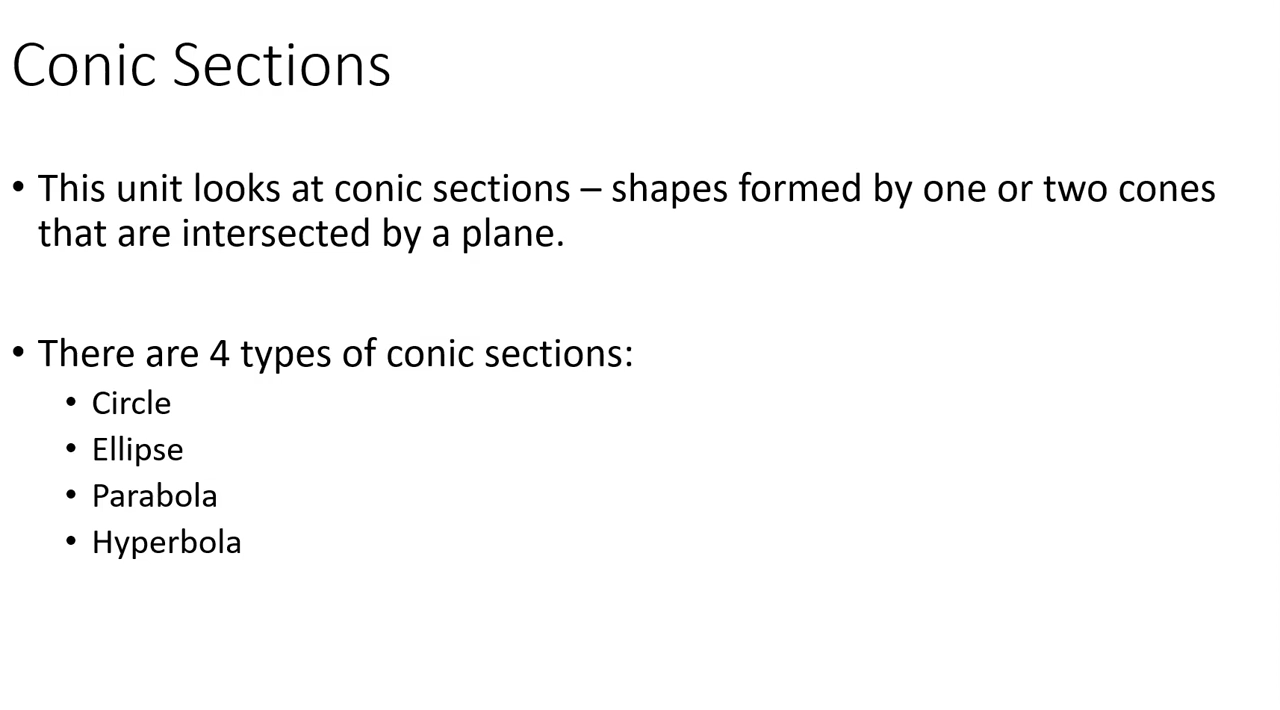 Conic Sections
• This unit looks at conic sections – shapes formed by one or two cones
that are intersected by a plane.
• There are 4 types of conic sections:
• Circle
• Ellipse
• Parabola
• Hyperbola